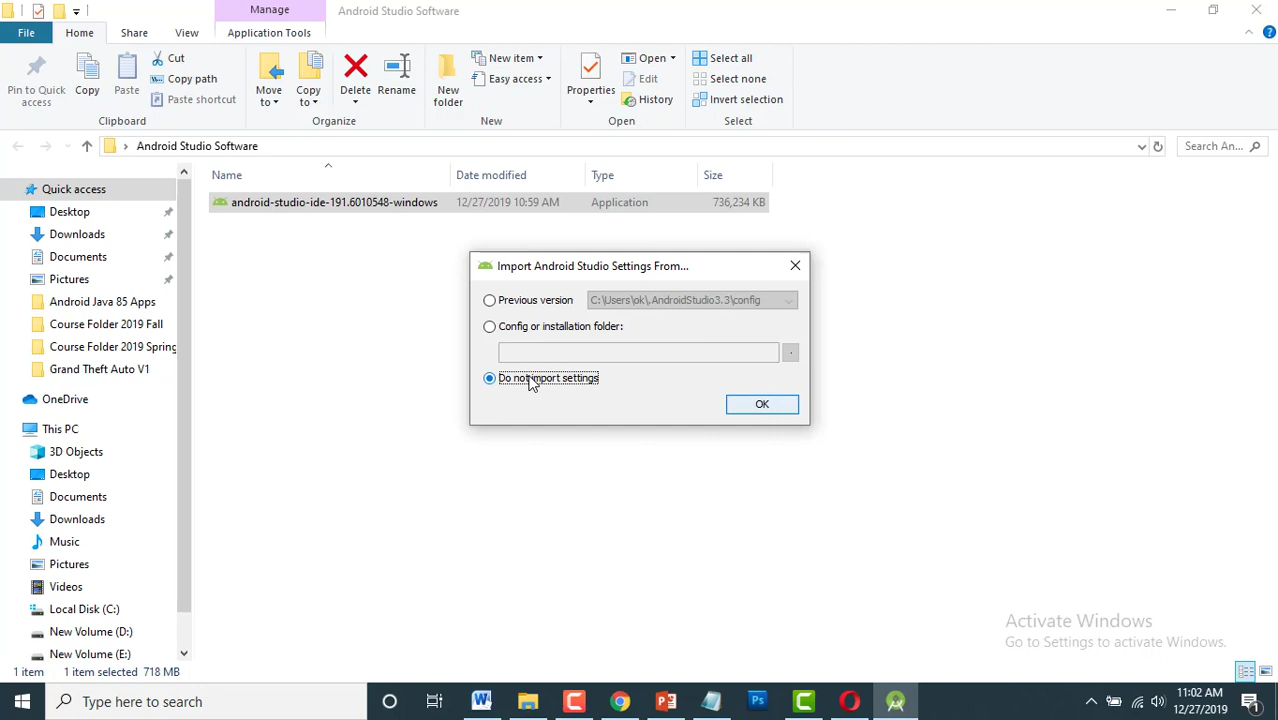 Manage
Android Studio Software
File
Home
Share
View
Application Tools
Pin to Quick access
Copy
Paste
Cut
Copy path
Paste shortcut
Clipboard
Move to
Copy to
Delete
Rename
Organize
New folder
New item
Easy access
New
Properties
Open
Edit
History
Open
Select all
Select none
Invert selection
Select
Android Studio Software
Search An...
Name
Date modified
Type
Size
android-studio-ide-191.6010548-windows
12/27/2019 10:59 AM
Application
736,234 KB
Quick access
Desktop
Downloads
Documents
Pictures
Android Java 85 Apps
Course Folder 2019 Fall
Course Folder 2019 Spring
Grand Theft Auto V1
OneDrive
This PC
3D Objects
Desktop
Documents
Downloads
Music
Pictures
Videos
Local Disk (C:)
New Volume (D:)
New Volume (E:)
Import Android Studio Settings From...
Previous version
C:\Users\ok\.AndroidStudio3.3\config
Config or installation folder:
Do not import settings
OK
Activate Windows
Go to Settings to activate Windows.
1 item
1 item selected 718 MB
Type here to search
11:02 AM
12/27/2019
1